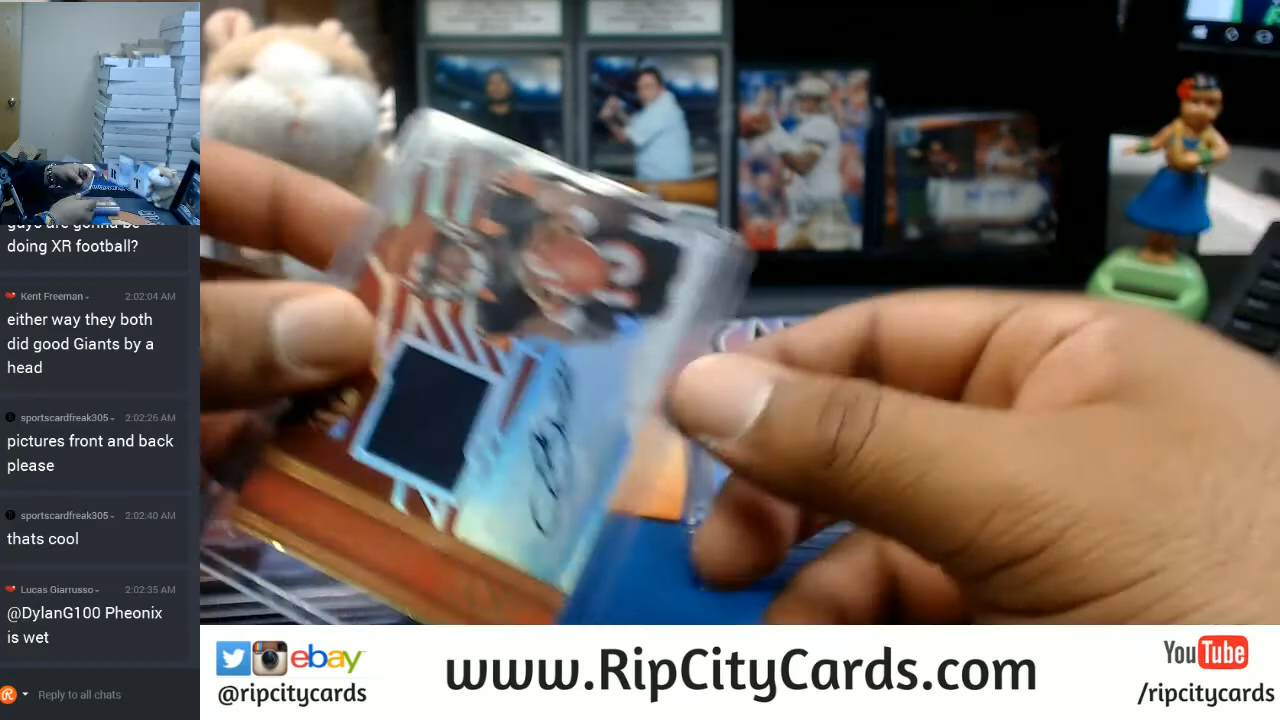 guys are gonna be
doing XR football?
Kent Freeman
2:02:04 AM
either way they both
did good Giants by a
head
sportscardfreak305
2:02:26 AM
pictures front and back
please
sportscardfreak305
2:02:40 AM
thats cool
Lucas Giarrusso
2:02:35 AM
@DylanG100 Pheonix
is wet
Reply to all chats
ebay
@ripcitycards
www.RipCityCards.com
YouTube
/ripcitycards